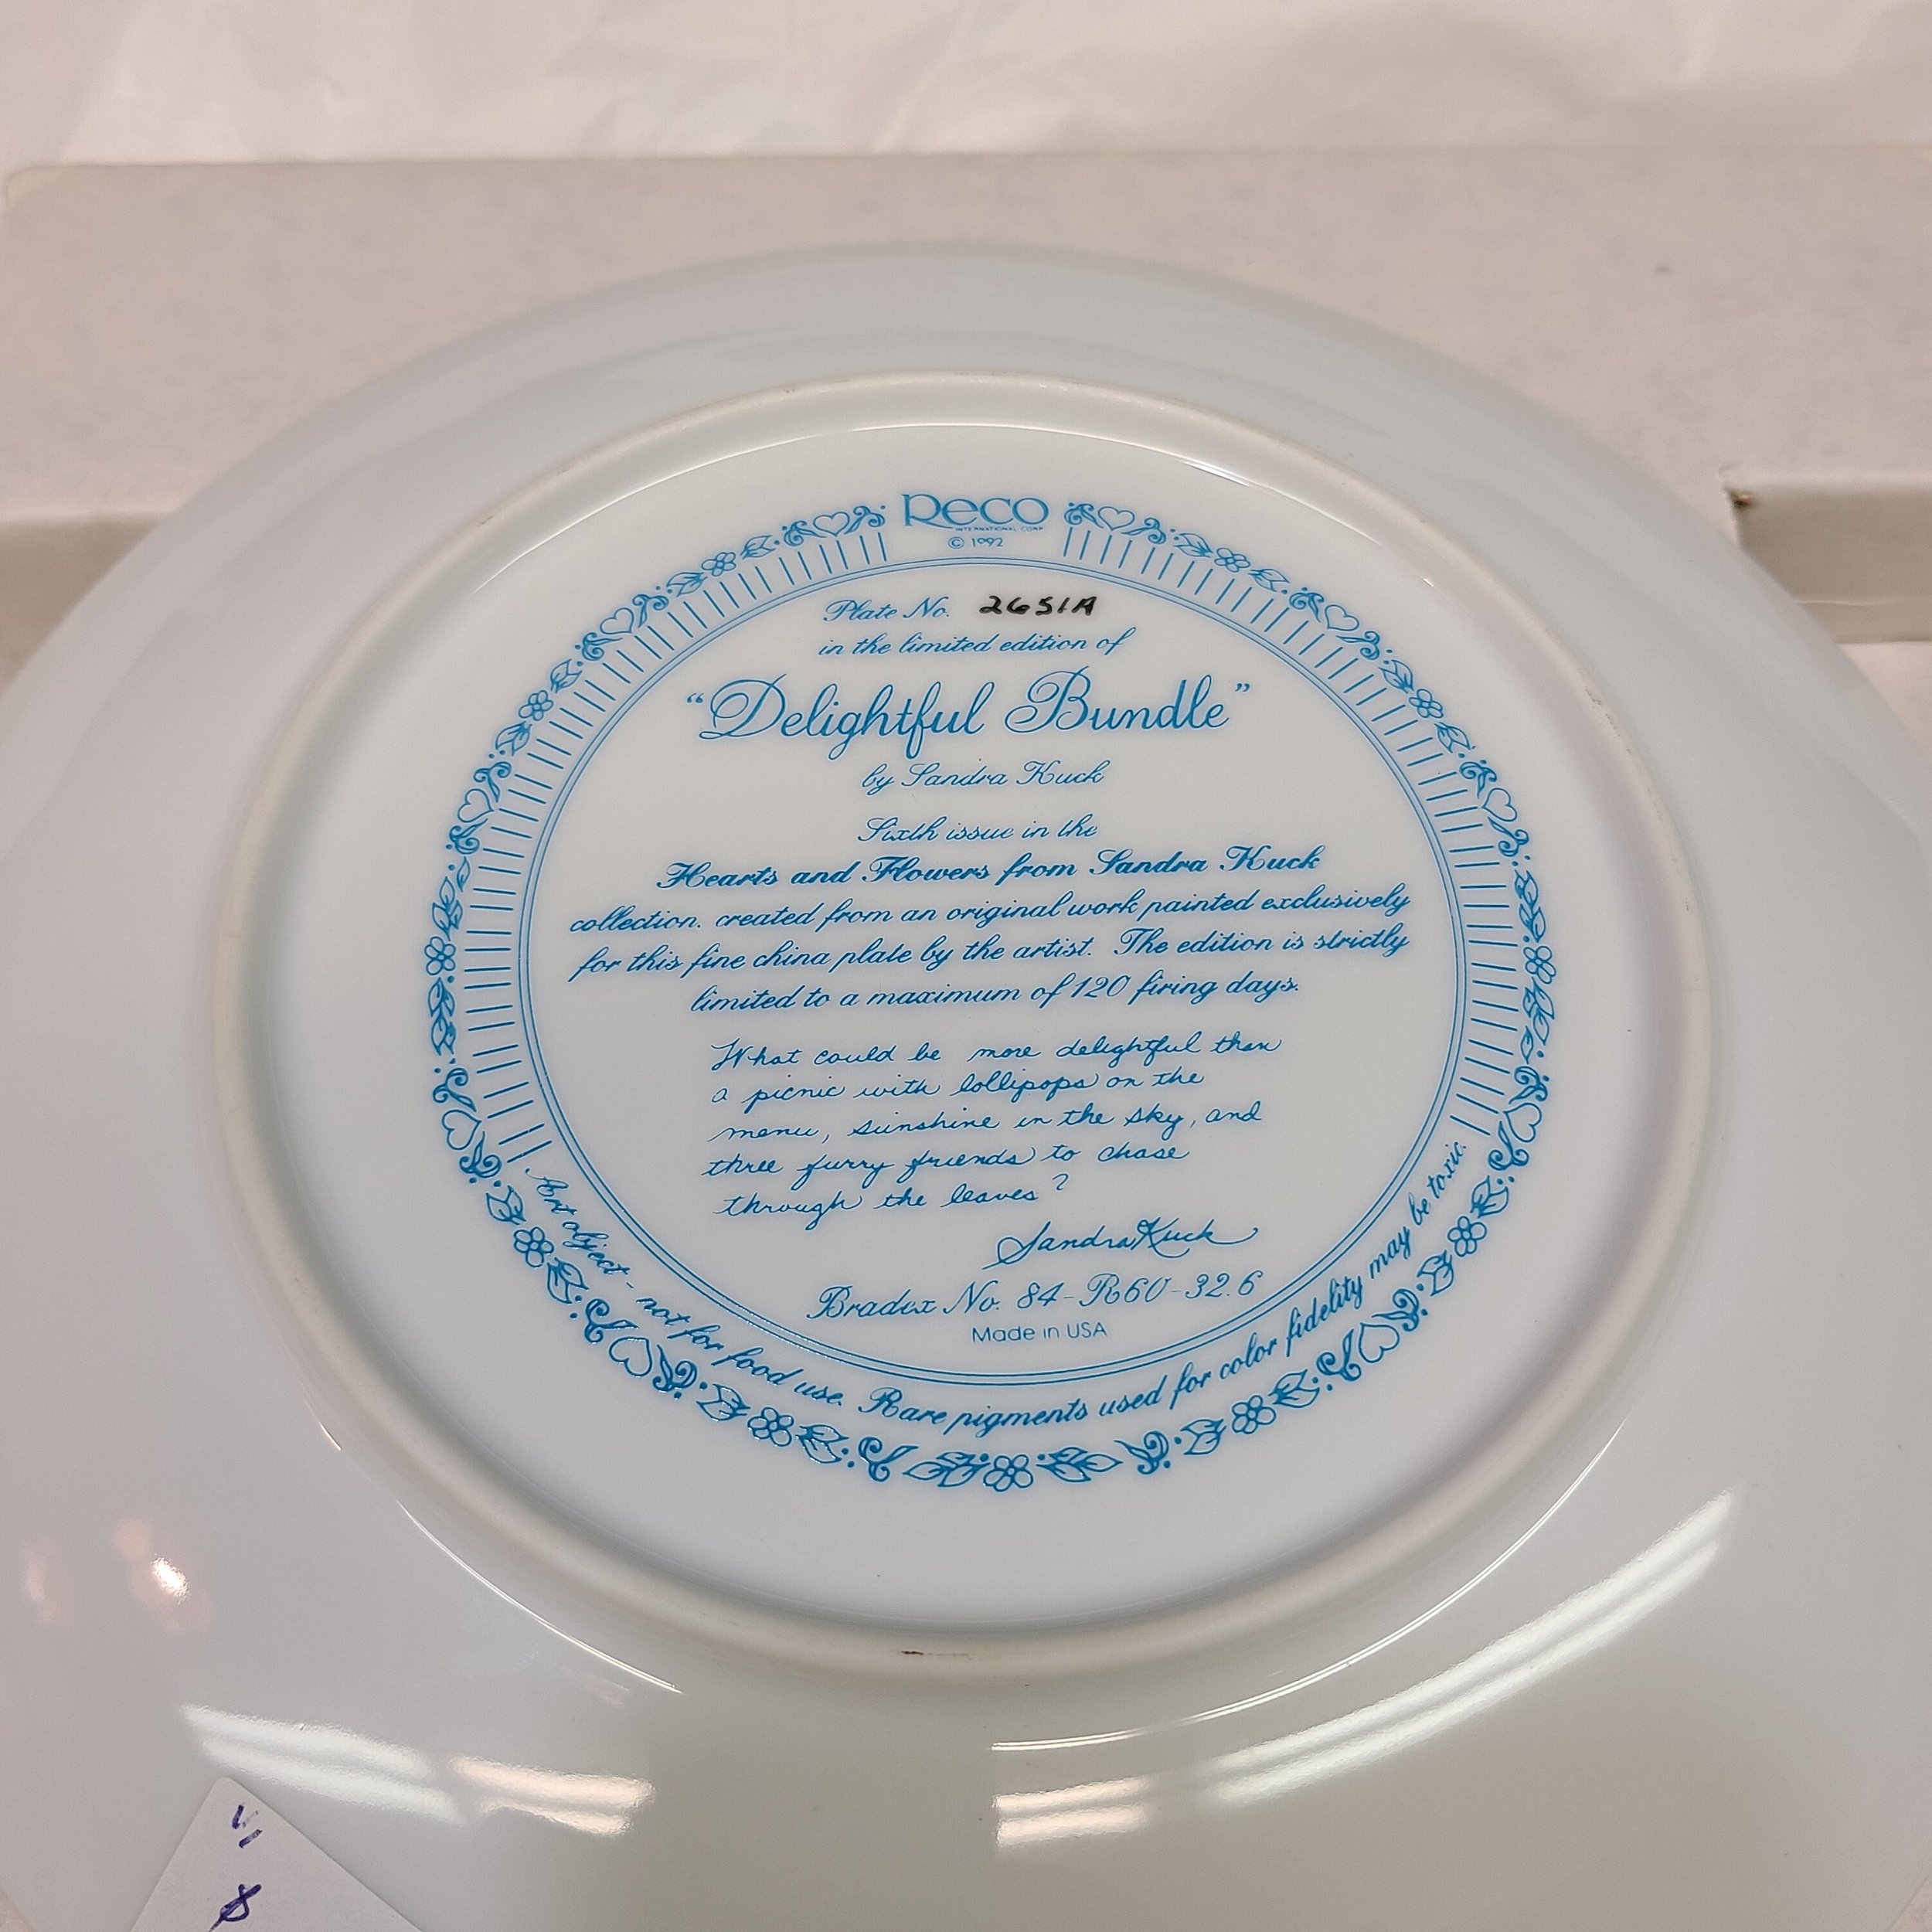 Reco
INTERNATIONAL CORP.
© 1992
Plate No. 2651A
in the limited edition of
"Delightful Bundle"
by Sandra Kuck
Sixth issue in the
Hearts and Flowers from Sandra Kuck
collection. created from an original work painted exclusively
for this fine china plate by the artist. The edition is strictly
limited to a maximum of 120 firing days.
What could be more delightful than
a picnic with lollipops on the
menu, sunshine in the sky, and
three furry friends to chase
through the leaves?
Sandra Kuck
Bradex No. 84-R60-32.6
Made in USA
Art object - not for food use. Rare pigments used for color fidelity may be toxic.
$